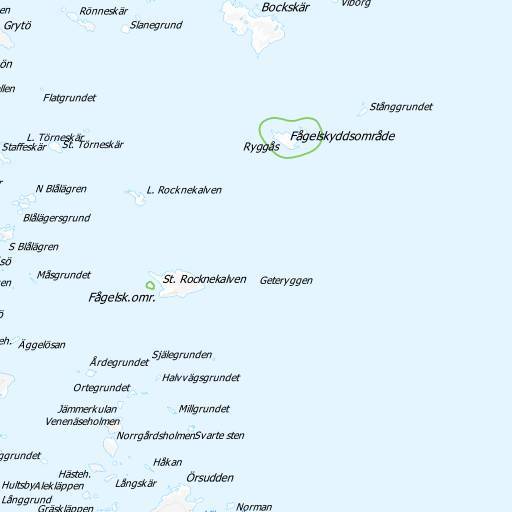 Rönneskär
Bockskär
Viborg
Grytö
Slanegrund
Flatgrundet
Stånggrundet
Fågelskyddsområde
L. Törneskär
Staffeskär
St. Törneskär
Ryggås
N Blålägren
L. Rocknekalven
Blålägersgrund
S Blålägren
Måsgrundet
St. Rocknekalven
Geteryggen
Fågelsk.omr.
Äggelösan
Själegrunden
Årdegrundet
Halvvägsgrundet
Ortegrundet
Jämmerkulan
Millgrundet
Venenäseholmen
Norrgårdsholmen
Svarte sten
Håkan
Hästeh.
Långskär
Örsudden
Hultsby
Alekläppen
Långgrund
Gräskläppen
Norman